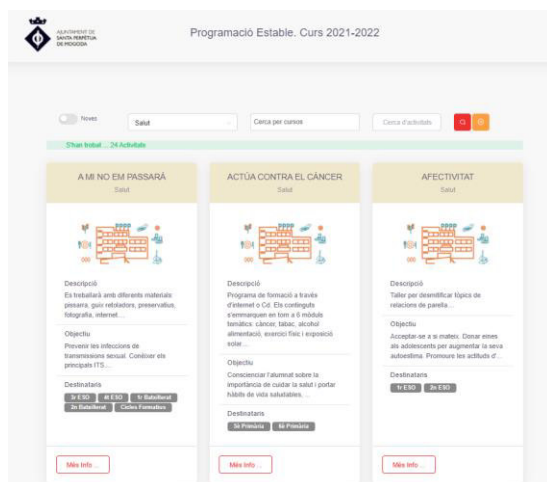 AJUNTAMENT DE
SANTA PERPÈTUA
DE MOGODA
Programació Estable. Curs 2021-2022
Noves
Salut
Cerca per cursos
Cerca d'activitats
S'han trobat ... 24 Activitats
A MI NO EM PASSARÀ
Salut
Descripció
Es treballarà amb diferents materials:
pissarra, guix retoladors, preservatius,
fotografia, internet...
Objectiu
Prevenir les infeccions de
transmissions sexual. Conèixer els
principals ITS...
Destinataris
3r ESO 4t ESO 1r Batxillerat
2n Batxillerat Cicles Formatius
Més Info ...
ACTÚA CONTRA EL CÀNCER
Salut
Descripció
Programa de formació a través
d'internet o Cd. Els continguts
s'emmarquen en torn a 6 mòduls
temàtics: càncer, tabac, alcohol
alimentació, exercici físic i exposició
solar...
Objectiu
Conscienciar l'alumnat sobre la
importància de cuidar la salut i portar
hàbits de vida saludables, ...
Destinataris
5è Primària 6è Primària
Més Info ...
AFECTIVITAT
Salut
Descripció
Taller per desmitificar tòpics de
relacions de parella...
Objectiu
Acceptar-se a si mateix. Donar eines
als adolescents per augmentar la seva
autoestima. Promoure les actituds d'...
Destinataris
1r ESO 2n ESO
Més Info ...